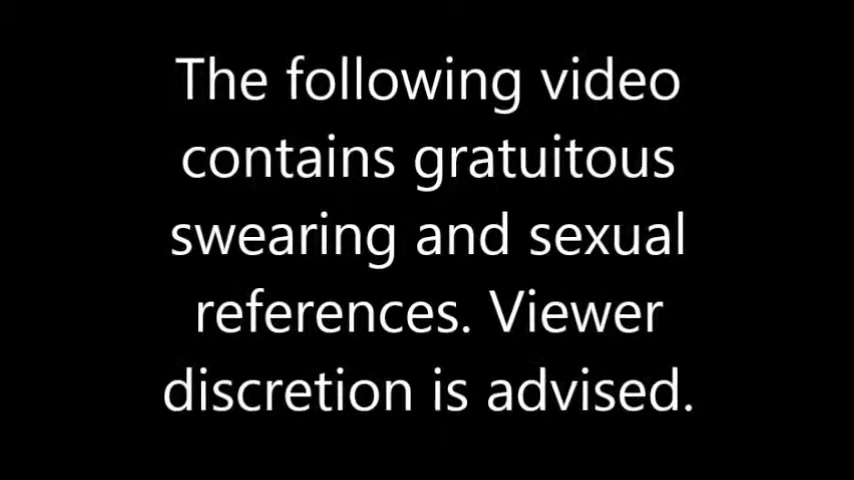 The following video
contains gratuitous
swearing and sexual
references. Viewer
discretion is advised.